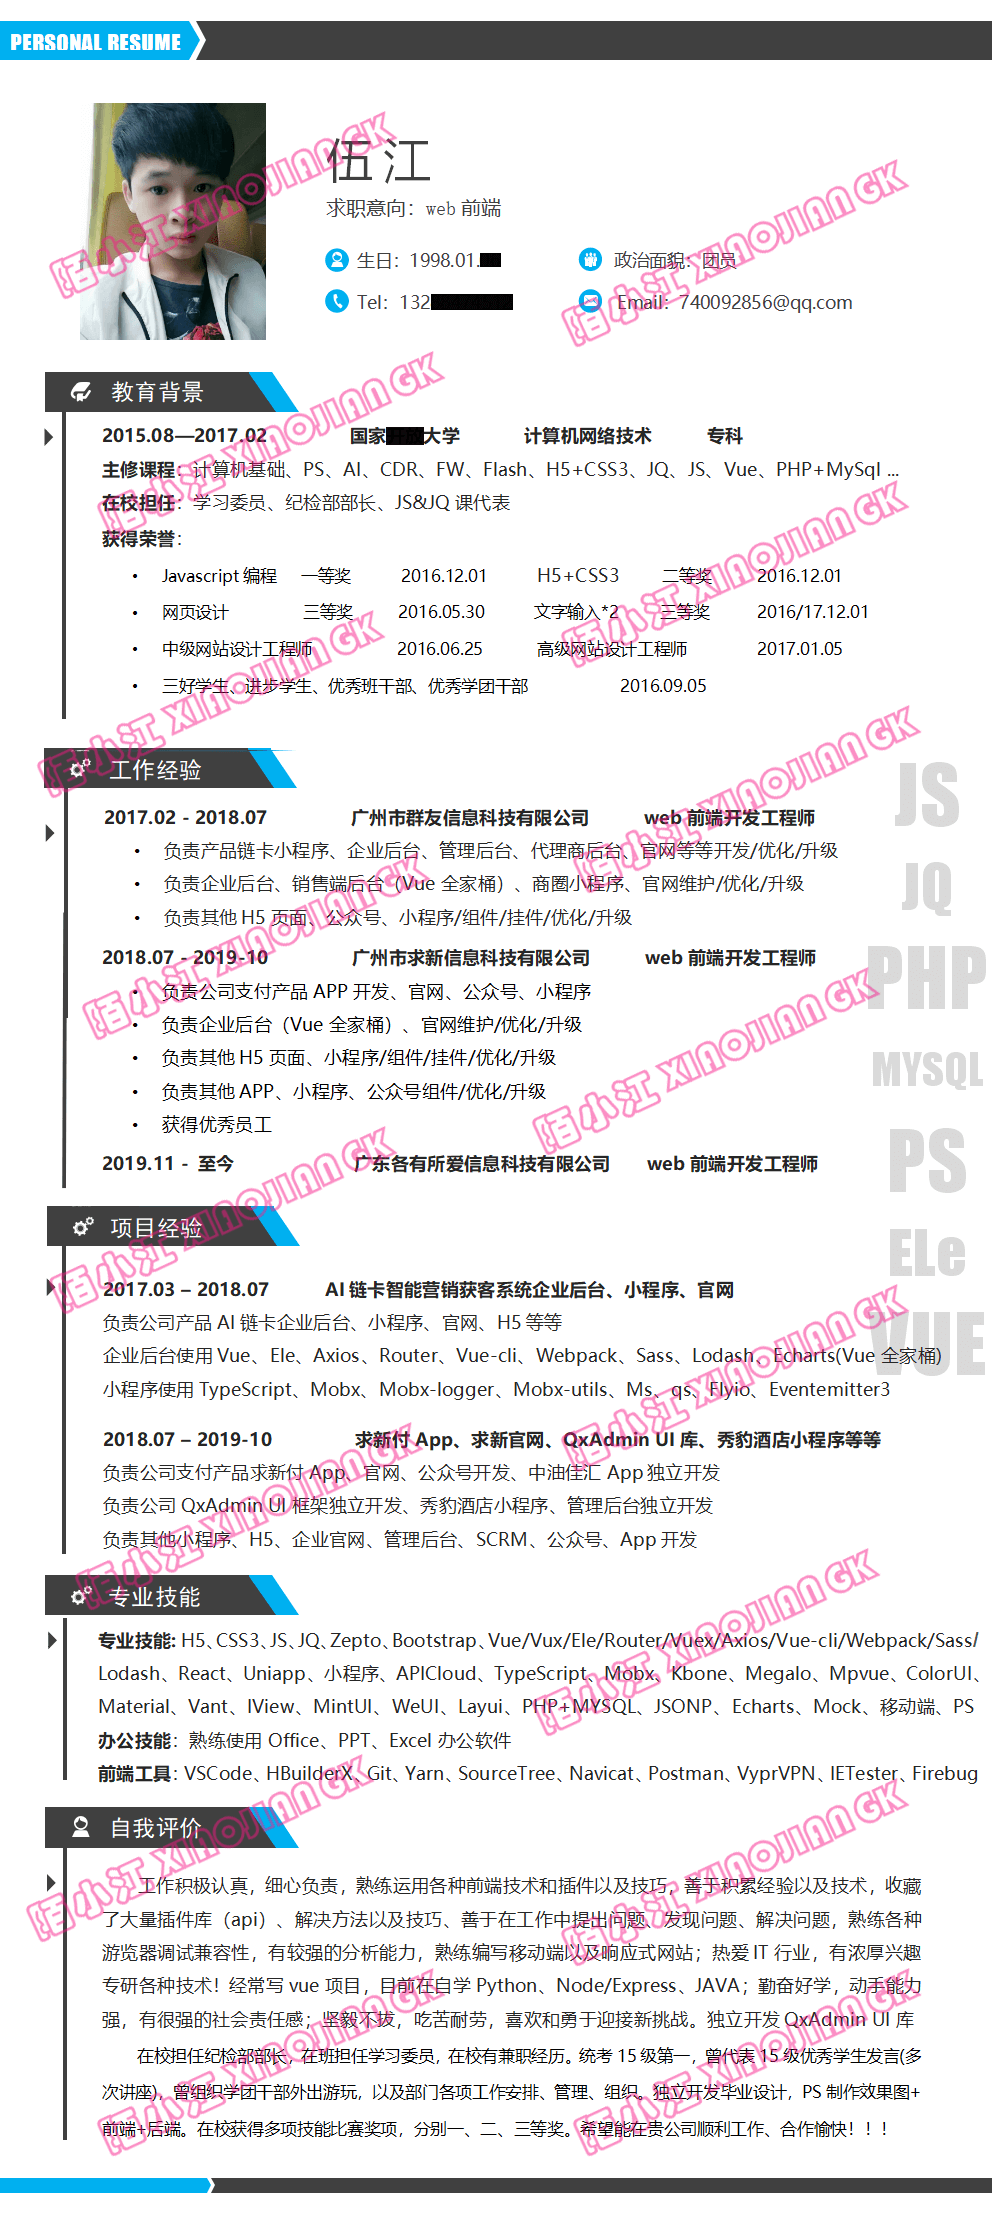 PERSONAL RESUME
伍江
求职意向：web 前端
生日：1998.01.
政治面貌：团员
Tel：132
Email：740092856@qq.com
教育背景
2015.08—2017.02 国家 大学 计算机网络技术 专科
主修课程：计算机基础、PS、AI、CDR、FW、Flash、H5+CSS3、JQ、JS、Vue、PHP+MySql ...
在校担任：学习委员、纪检部部长、JS&JQ 课代表
获得荣誉：
• Javascript 编程 一等奖 2016.12.01 H5+CSS3 二等奖 2016.12.01
• 网页设计 三等奖 2016.05.30 文字输入*2 三等奖 2016/17.12.01
• 中级网站设计工程师 2016.06.25 高级网站设计工程师 2017.01.05
• 三好学生、进步学生、优秀班干部、优秀学团干部 2016.09.05
工作经验
2017.02 - 2018.07 广州市群友信息科技有限公司 web 前端开发工程师
• 负责产品链卡小程序、企业后台、管理后台、代理商后台、官网等等开发/优化/升级
• 负责企业后台、销售端后台（Vue 全家桶）、商圈小程序、官网维护/优化/升级
• 负责其他 H5 页面、公众号、小程序/组件/挂件/优化/升级
2018.07 - 2019-10 广州市求新信息科技有限公司 web 前端开发工程师
• 负责公司支付产品 APP 开发、官网、公众号、小程序
• 负责企业后台（Vue 全家桶）、官网维护/优化/升级
• 负责其他 H5 页面、小程序/组件/挂件/优化/升级
• 负责其他 APP、小程序、公众号组件/优化/升级
• 获得优秀员工
2019.11 - 至今 广东各有所爱信息科技有限公司 web 前端开发工程师
JS
JQ
PHP
MYSQL
PS
ELe
VUE
项目经验
2017.03 – 2018.07 AI 链卡智能营销获客系统企业后台、小程序、官网
负责公司产品 AI 链卡企业后台、小程序、官网、H5 等等
企业后台使用 Vue、Ele、Axios、Router、Vue-cli、Webpack、Sass、Lodash、Echarts(Vue 全家桶)
小程序使用 TypeScript、Mobx、Mobx-logger、Mobx-utils、Ms、qs、Flyio、Eventemitter3
2018.07 – 2019-10 求新付 App、求新官网、QxAdmin UI 库、秀豹酒店小程序等等
负责公司支付产品求新付 App、官网、公众号开发、中油佳汇 App 独立开发
负责公司 QxAdmin UI 框架独立开发、秀豹酒店小程序、管理后台独立开发
负责其他小程序、H5、企业官网、管理后台、SCRM、公众号、App 开发
专业技能
专业技能: H5、CSS3、JS、JQ、Zepto、Bootstrap、Vue/Vux/Ele/Router/Vuex/Axios/Vue-cli/Webpack/Sass/
Lodash、React、Uniapp、小程序、APICloud、TypeScript、Mobx、Kbone、Megalo、Mpvue、ColorUI、
Material、Vant、IView、MintUI、WeUI、Layui、PHP+MYSQL、JSONP、Echarts、Mock、移动端、PS
办公技能：熟练使用 Office、PPT、Excel 办公软件
前端工具：VSCode、HBuilderX、Git、Yarn、SourceTree、Navicat、Postman、VyprVPN、IETester、Firebug
自我评价
工作积极认真，细心负责，熟练运用各种前端技术和插件以及技巧，善于积累经验以及技术，收藏
了大量插件库（api）、解决方法以及技巧、善于在工作中提出问题、发现问题、解决问题，熟练各种
游览器调试兼容性，有较强的分析能力，熟练编写移动端以及响应式网站；热爱 IT 行业，有浓厚兴趣
专研各种技术！经常写 vue 项目，目前在自学 Python、Node/Express、JAVA；勤奋好学，动手能力
强，有很强的社会责任感；坚毅不拔，吃苦耐劳，喜欢和勇于迎接新挑战。独立开发 QxAdmin UI 库
在校担任纪检部部长，在班担任学习委员，在校有兼职经历。统考 15 级第一，曾代表 15 级优秀学生发言(多
次讲座)，曾组织学团干部外出游玩，以及部门各项工作安排、管理、组织。独立开发毕业设计，PS 制作效果图+
前端+后端。在校获得多项技能比赛奖项，分别一、二、三等奖。希望能在贵公司顺利工作、合作愉快！！！